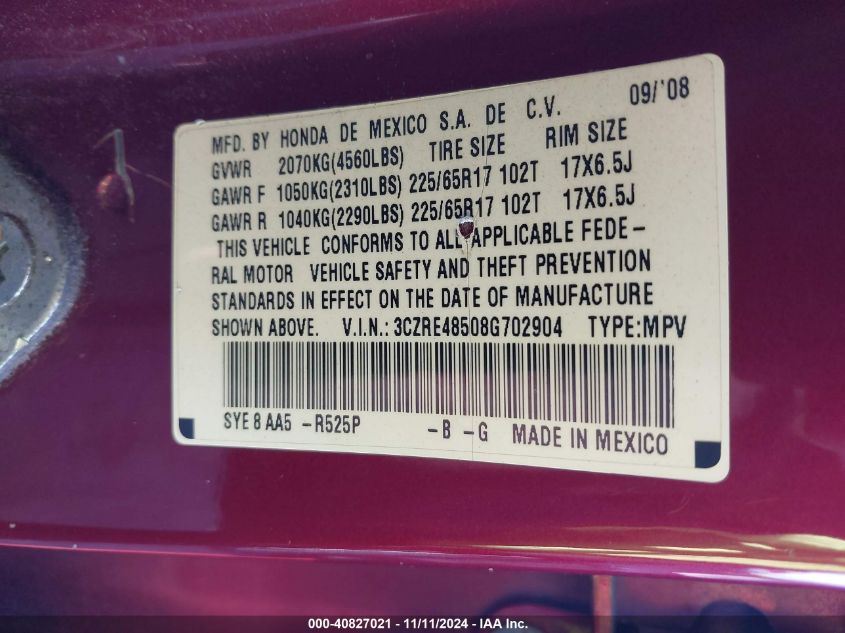 09/'08
MFD. BY HONDA DE MEXICO S.A. DE C.V.
GVWR 2070KG(4560LBS) TIRE SIZE RIM SIZE
GAWR F 1050KG(2310LBS) 225/65R17 102T 17X6.5J
GAWR R 1040KG(2290LBS) 225/65R17 102T 17X6.5J
THIS VEHICLE CONFORMS TO ALL APPLICABLE FEDE-
RAL MOTOR VEHICLE SAFETY AND THEFT PREVENTION
STANDARDS IN EFFECT ON THE DATE OF MANUFACTURE
SHOWN ABOVE. V.I.N.: 3CZRE48508G702904 TYPE:MPV
SYE8AA5 -R525P -B -G MADE IN MEXICO
000-40827021 - 11/11/2024 - IAA Inc.